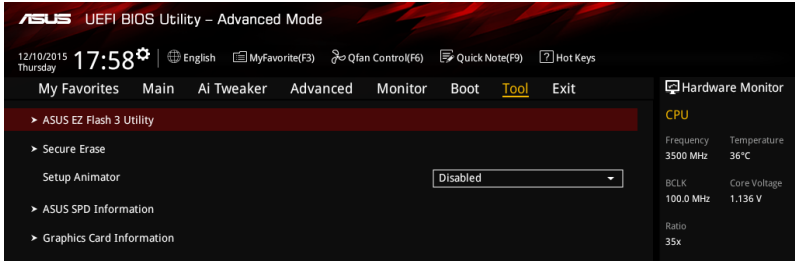 ASUS UEFI BIOS Utility – Advanced Mode
12/10/2015 Thursday 17:58 English MyFavorite(F3) Qfan Control(F6) Quick Note(F9) ? Hot Keys
My Favorites Main Ai Tweaker Advanced Monitor Boot Tool Exit
Hardware Monitor
> ASUS EZ Flash 3 Utility
> Secure Erase
Setup Animator Disabled
> ASUS SPD Information
> Graphics Card Information
CPU
Frequency Temperature
3500 MHz 36°C
BCLK Core Voltage
100.0 MHz 1.136 V
Ratio
35x